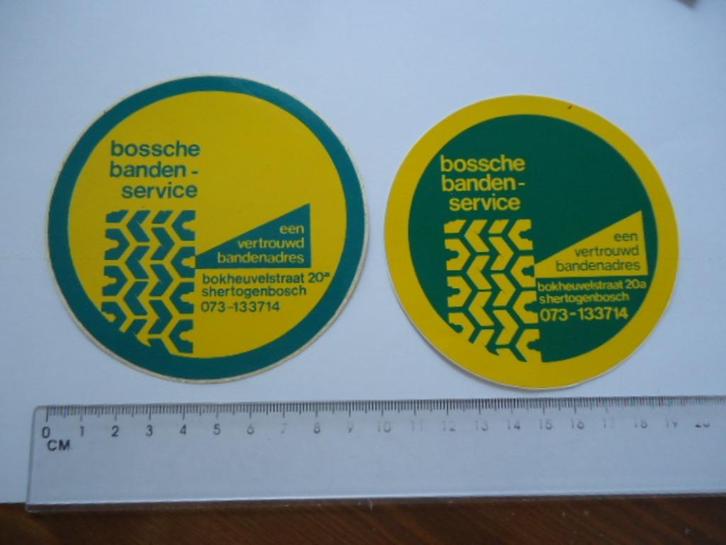 bossche
banden-
service
een
vertrouwd
bandenadres
bokheuvelstraat 20a
shertogenbosch
073-133714
bossche
banden-
service
een
vertrouwd
bandenadres
bokheuvelstraat 20a
shertogenbosch
073-133714
0 1 2 3 4 5 6 7 8 9 10 11 12 13 14 15 16 17 18 19 20
CM